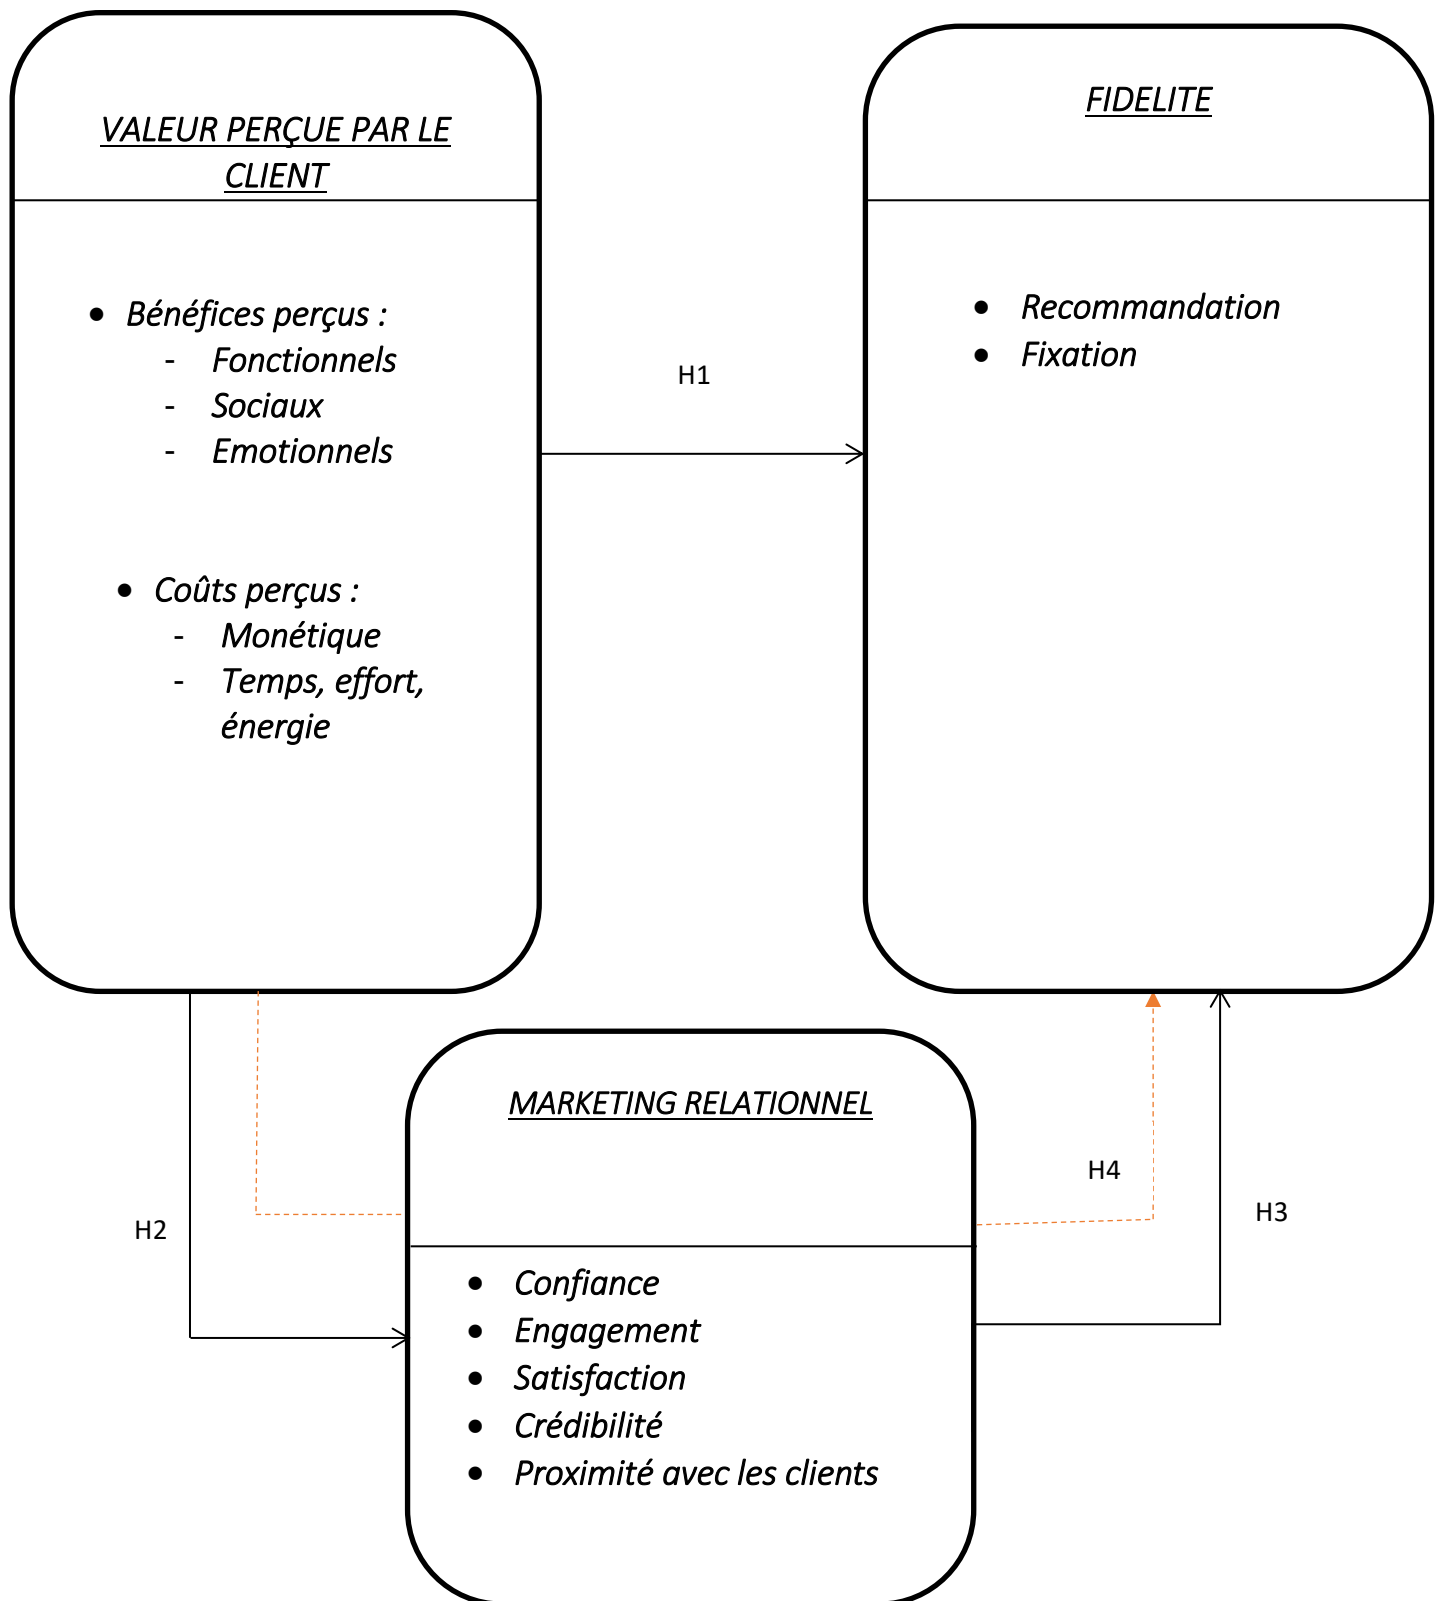 VALEUR PERÇUE PAR LE
CLIENT
• Bénéfices perçus :
- Fonctionnels
- Sociaux
- Emotionnels
• Coûts perçus :
- Monétique
- Temps, effort,
énergie
H1
FIDELITE
• Recommandation
• Fixation
H2
MARKETING RELATIONNEL
• Confiance
• Engagement
• Satisfaction
• Crédibilité
• Proximité avec les clients
H4
H3